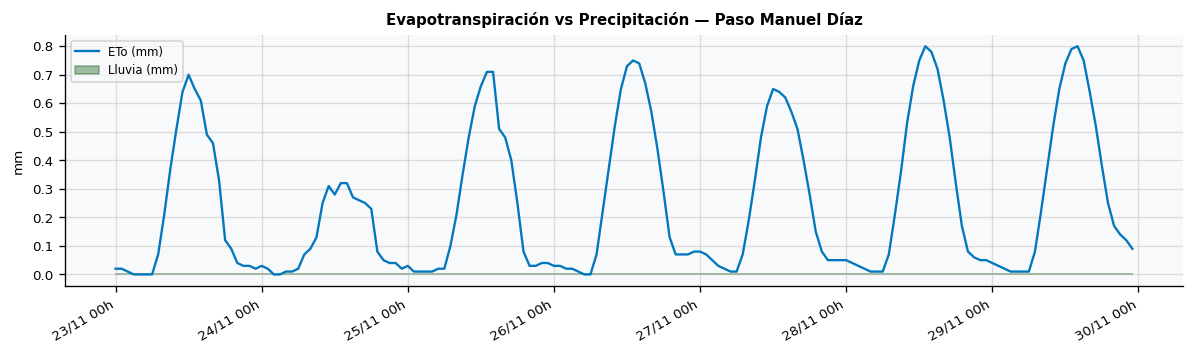 Evapotranspiración vs Precipitación — Paso Manuel Díaz
ETo (mm)
Lluvia (mm)
mm
0.8
0.7
0.6
0.5
0.4
0.3
0.2
0.1
0.0
23/11 00h
24/11 00h
25/11 00h
26/11 00h
27/11 00h
28/11 00h
29/11 00h
30/11 00h